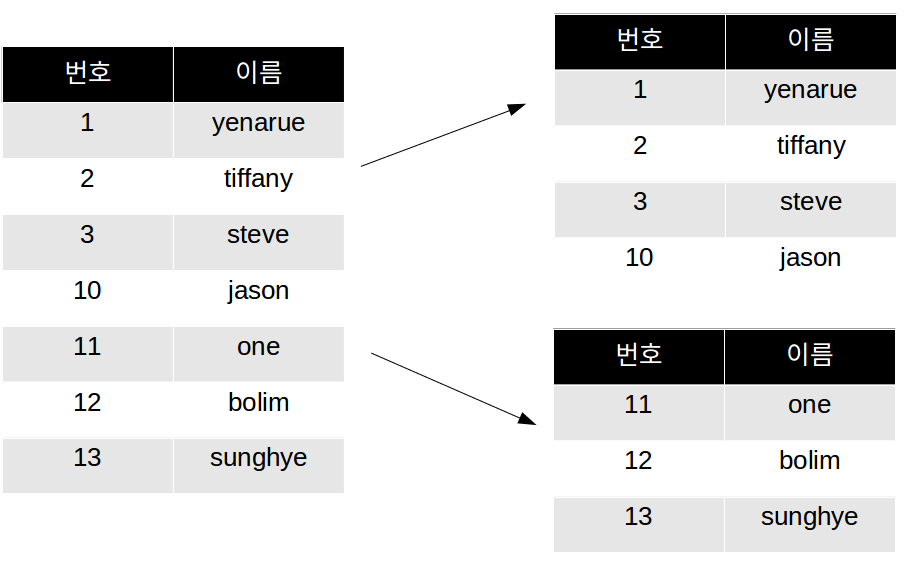 번호 이름
1 yenarue
2 tiffany
3 steve
10 jason
11 one
12 bolim
13 sunghye
번호 이름
1 yenarue
2 tiffany
3 steve
10 jason
번호 이름
11 one
12 bolim
13 sunghye